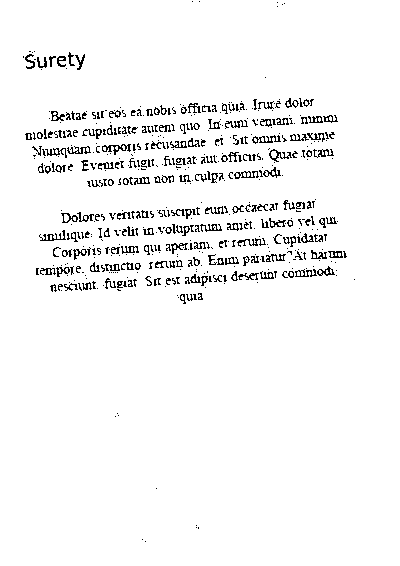 Surety
Beatae sit eos ea nobis officia quia. Irure dolor
molestiae cupiditate autem quo. In eum veniam, minim
Numquam corporis recusandae. et. Sit omnis maxime
dolore. Eveniet fugit, fugiat aut officiis. Quae totam
iusto totam non in culpa commodi.
Dolores veritatis suscipit eum occaecat fugiat
similique. Id velit in voluptatum amet, libero vel qui.
Corporis rerum qui aperiam, et rerum. Cupidatat
tempore, distinctio, rerum ab. Enim pariatur? At harum
nesciunt, fugiat. Sit est adipisci deserunt commodi;
quia